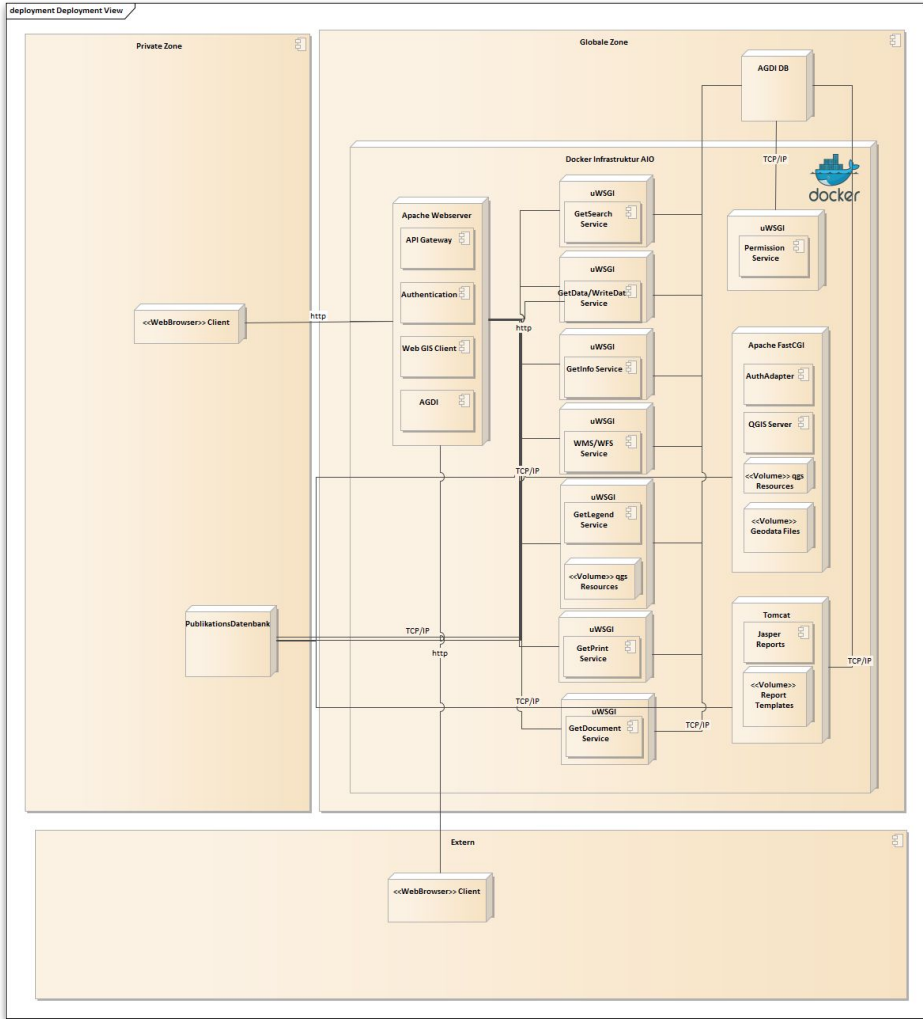 deployment Deployment View
Private Zone
Globale Zone
AGDI DB
TCP/IP
Docker Infrastruktur AIO
docker
Apache Webserver
API Gateway
Authentication
Web GIS Client
AGDI
<<WebBrowser>> Client
http
http
uWSGI
GetSearch
Service
uWSGI
GetData/WriteDat
Service
uWSGI
GetInfo Service
uWSGI
WMS/WFS
Service
TCP/IP
uWSGI
GetLegend
Service
<<Volume>> qgs
Resources
uWSGI
GetPrint
Service
uWSGI
GetDocument
Service
uWSGI
Permission
Service
Apache FastCGI
AuthAdapter
QGIS Server
<<Volume>> qgs
Resources
<<Volume>>
Geodata Files
Tomcat
Jasper
Reports
<<Volume>>
Report
Templates
TCP/IP
PublikationsDatenbank
TCP/IP
http
TCP/IP
TCP/IP
Extern
<<WebBrowser>> Client